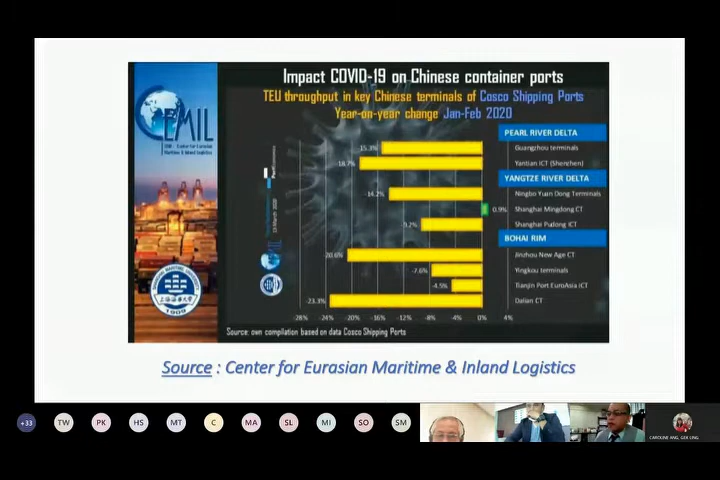 Impact COVID-19 on Chinese container ports
TEU throughput in key Chinese terminals of Cosco Shipping Ports
Year-on-year change Jan-Feb 2020
CEMIL
PEARL RIVER DELTA
-15.3% Guangzhou terminals
-18.7% Yantian ICT (Shenzhen)
YANGTZE RIVER DELTA
-14.2% Ningbo Yuan Dong Terminals
0.9% Shanghai Mingdong CT
-9.2% Shanghai Pudong ICT
BOHAI RIM
-20.6% Jinzhou New Age CT
-7.6% Yingkou terminals
-4.5% Tianjin Port EuroAsia ICT
-23.3% Dalian CT
-28% -24% -20% -16% -12% -8% -4% 0% 4%
1909
Source: own compilation based on data Cosco Shipping Ports
Source : Center for Eurasian Maritime & Inland Logistics
+33 TW PK HS MT C MA SL MI SO SM
CAROLINE ANG, GEK LING